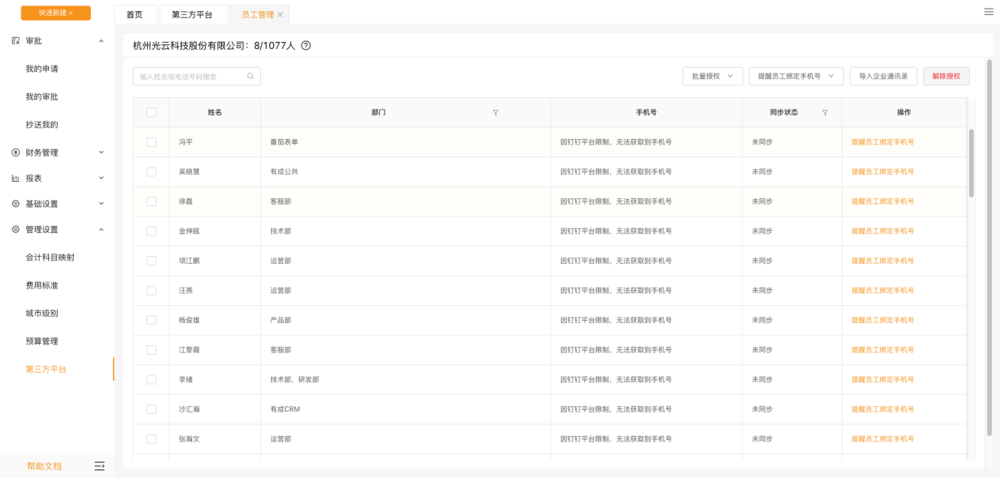 快速新建 >
首页
第三方平台
员工管理
审批
我的申请
我的审批
抄送我的
财务管理
报表
基础设置
管理设置
会计科目映射
费用标准
城市级别
预算管理
第三方平台
帮助文档
杭州光云科技股份有限公司：8/1077人
输入姓名或电话号码搜索
批量授权
提醒员工绑定手机号
导入企业通讯录
解除授权
姓名 部门 手机号 同步状态 操作
冯平 番茄表单 因钉钉平台限制，无法获取到手机号 未同步 提醒员工绑定手机号
吴晓慧 有成公共 因钉钉平台限制，无法获取到手机号 未同步 提醒员工绑定手机号
徐磊 客服部 因钉钉平台限制，无法获取到手机号 未同步 提醒员工绑定手机号
金伸瓯 技术部 因钉钉平台限制，无法获取到手机号 未同步 提醒员工绑定手机号
项江鹏 运营部 因钉钉平台限制，无法获取到手机号 未同步 提醒员工绑定手机号
汪燕 运营部 因钉钉平台限制，无法获取到手机号 未同步 提醒员工绑定手机号
杨俊雄 产品部 因钉钉平台限制，无法获取到手机号 未同步 提醒员工绑定手机号
江黎霞 客服部 因钉钉平台限制，无法获取到手机号 未同步 提醒员工绑定手机号
李绪 技术部，研发部 因钉钉平台限制，无法获取到手机号 未同步 提醒员工绑定手机号
沙汇瀚 有成CRM 因钉钉平台限制，无法获取到手机号 未同步 提醒员工绑定手机号
张瀚文 运营部 因钉钉平台限制，无法获取到手机号 未同步 提醒员工绑定手机号